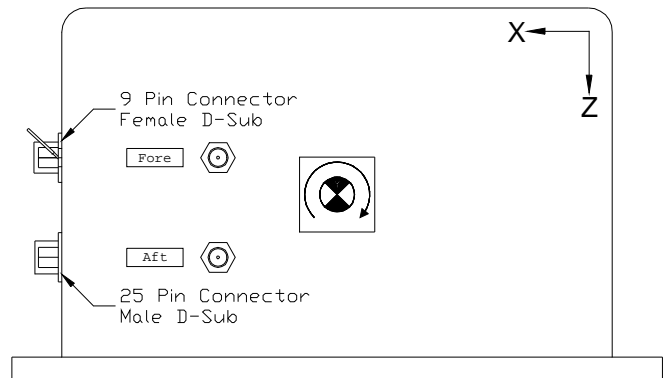 X
Z
9 Pin Connector
Female D-Sub
Fore
Aft
25 Pin Connector
Male D-Sub